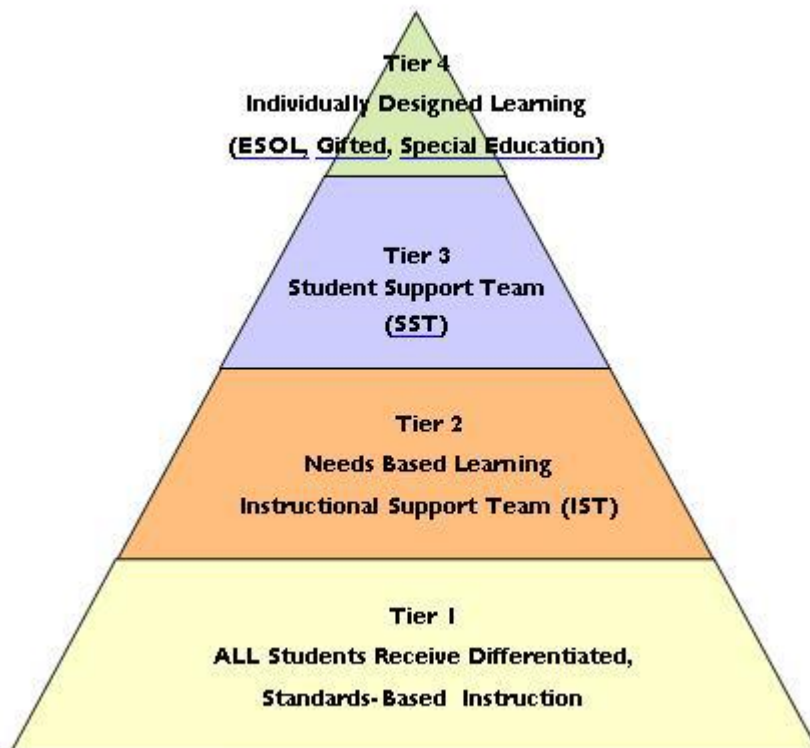 Tier 4
Individually Designed Learning
(ESOL, Gifted, Special Education)
Tier 3
Student Support Team
(SST)
Tier 2
Needs Based Learning
Instructional Support Team (IST)
Tier 1
ALL Students Receive Differentiated,
Standards-Based Instruction